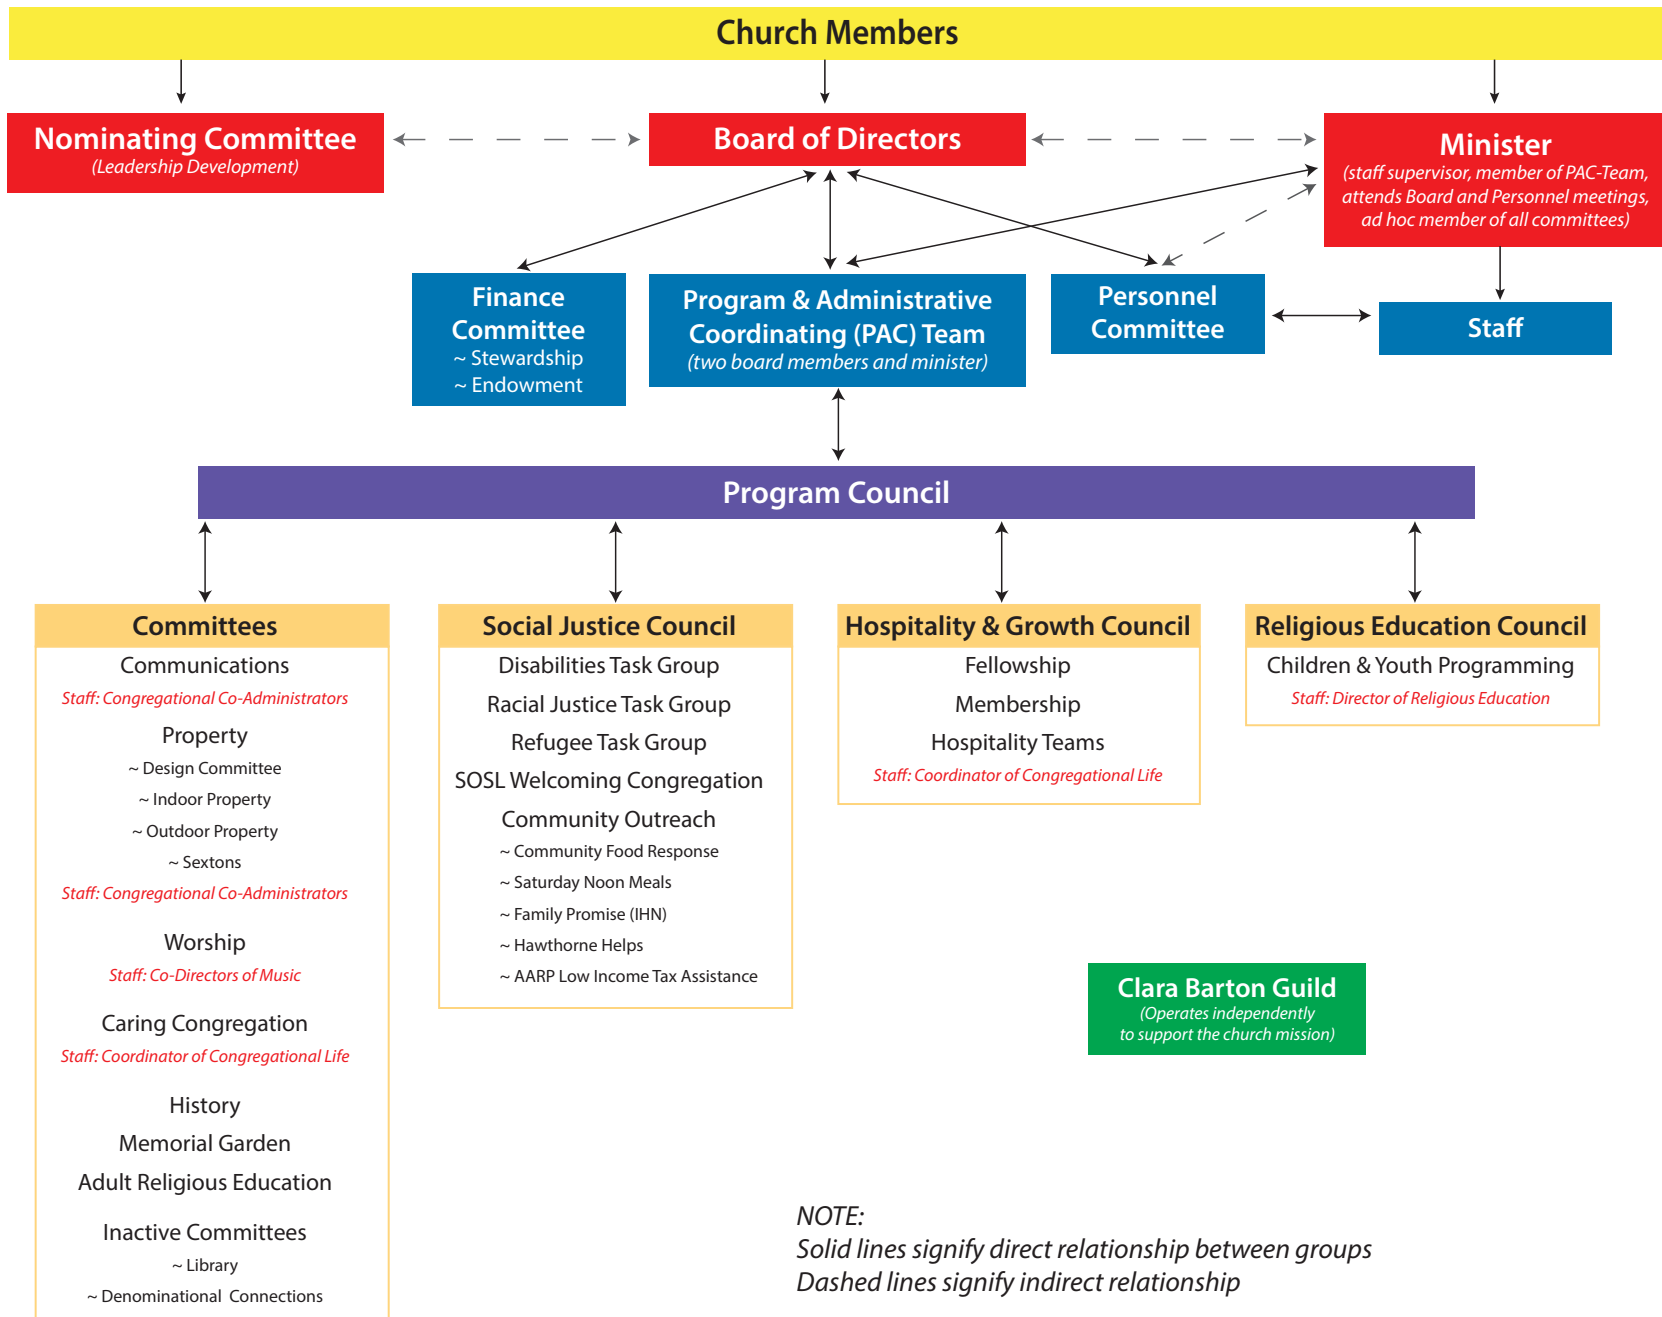 Church Members
Nominating Committee
(Leadership Development)
Board of Directors
Minister
(staff supervisor, member of PAC-Team,
attends Board and Personnel meetings,
ad hoc member of all committees)
Finance
Committee
~ Stewardship
~ Endowment
Program & Administrative
Coordinating (PAC) Team
(two board members and minister)
Personnel
Committee
Staff
Program Council
Committees
Communications
Staff: Congregational Co-Administrators
Property
~ Design Committee
~ Indoor Property
~ Outdoor Property
~ Sextons
Staff: Congregational Co-Administrators
Worship
Staff: Co-Directors of Music
Caring Congregation
Staff: Coordinator of Congregational Life
History
Memorial Garden
Adult Religious Education
Inactive Committees
~ Library
~ Denominational Connections
Social Justice Council
Disabilities Task Group
Racial Justice Task Group
Refugee Task Group
SOSL Welcoming Congregation
Community Outreach
~ Community Food Response
~ Saturday Noon Meals
~ Family Promise (IHN)
~ Hawthorne Helps
~ AARP Low Income Tax Assistance
Hospitality & Growth Council
Fellowship
Membership
Hospitality Teams
Staff: Coordinator of Congregational Life
Religious Education Council
Children & Youth Programming
Staff: Director of Religious Education
Clara Barton Guild
(Operates independently
to support the church mission)
NOTE:
Solid lines signify direct relationship between groups
Dashed lines signify indirect relationship